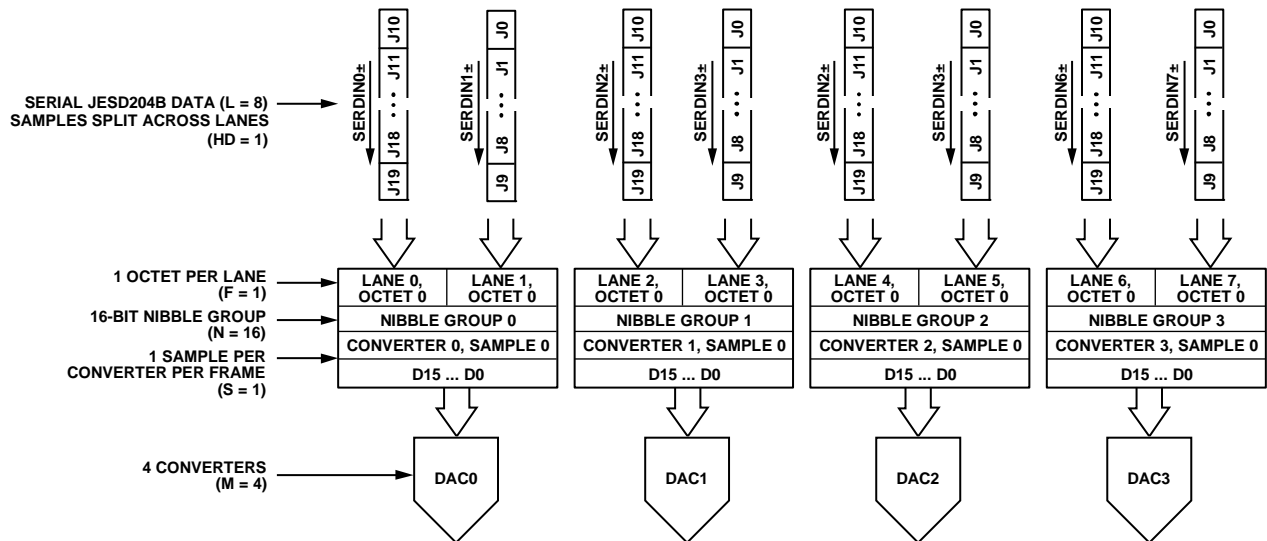 SERIAL JESD204B DATA (L = 8)
SAMPLES SPLIT ACROSS LANES
(HD = 1)
SERDIN0±
J10
J11
• • •
J18
J19
SERDIN1±
J0
J1
• • •
J8
J9
SERDIN2±
J10
J11
• • •
J18
J19
SERDIN3±
J0
J1
• • •
J8
J9
SERDIN2±
J10
J11
• • •
J18
J19
SERDIN3±
J0
J1
• • •
J8
J9
SERDIN6±
J10
J11
• • •
J18
J19
SERDIN7±
J0
J1
• • •
J8
J9
1 OCTET PER LANE
(F = 1)
LANE 0,
OCTET 0
LANE 1,
OCTET 0
LANE 2,
OCTET 0
LANE 3,
OCTET 0
LANE 4,
OCTET 0
LANE 5,
OCTET 0
LANE 6,
OCTET 0
LANE 7,
OCTET 0
16-BIT NIBBLE GROUP
(N = 16)
NIBBLE GROUP 0
NIBBLE GROUP 1
NIBBLE GROUP 2
NIBBLE GROUP 3
1 SAMPLE PER
CONVERTER PER FRAME
(S = 1)
CONVERTER 0, SAMPLE 0
CONVERTER 1, SAMPLE 0
CONVERTER 2, SAMPLE 0
CONVERTER 3, SAMPLE 0
D15 ... D0
D15 ... D0
D15 ... D0
D15 ... D0
4 CONVERTERS
(M = 4)
DAC0
DAC1
DAC2
DAC3